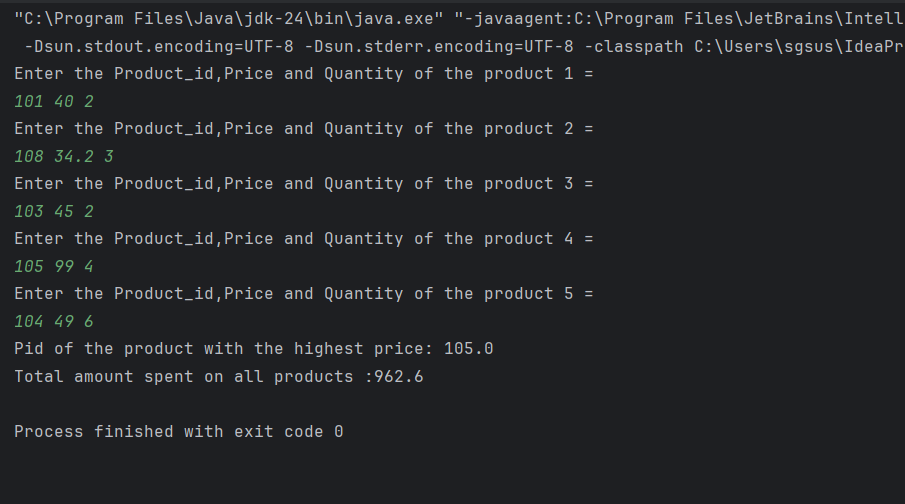 "C:\Program Files\Java\jdk-24\bin\java.exe" "-javaagent:C:\Program Files\JetBrains\Intell
-Dsun.stdout.encoding=UTF-8 -Dsun.stderr.encoding=UTF-8 -classpath C:\Users\sgsus\IdeaPr
Enter the Product_id,Price and Quantity of the product 1 =
101 40 2
Enter the Product_id,Price and Quantity of the product 2 =
108 34.2 3
Enter the Product_id,Price and Quantity of the product 3 =
103 45 2
Enter the Product_id,Price and Quantity of the product 4 =
105 99 4
Enter the Product_id,Price and Quantity of the product 5 =
104 49 6
Pid of the product with the highest price: 105.0
Total amount spent on all products :962.6
Process finished with exit code 0